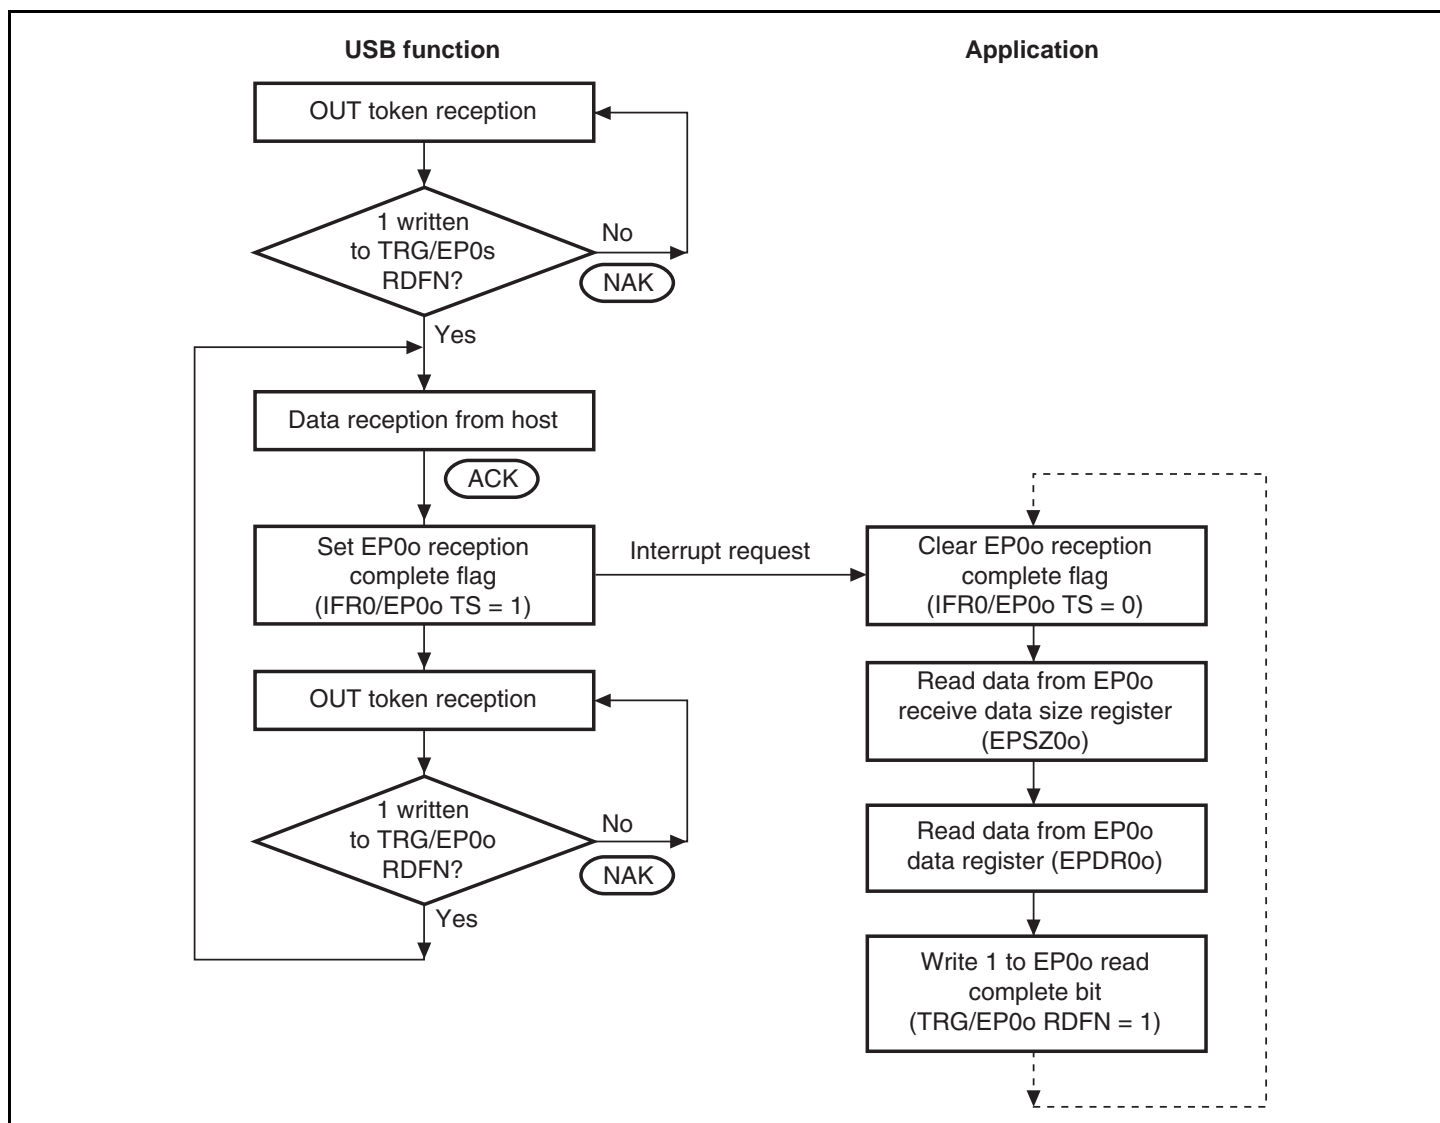 USB function
Application
OUT token reception
1 written
to TRG/EP0s
RDFN?
No
NAK
Yes
Data reception from host
ACK
Set EP0o reception
complete flag
(IFR0/EP0o TS = 1)
Interrupt request
Clear EP0o reception
complete flag
(IFR0/EP0o TS = 0)
OUT token reception
Read data from EP0o
receive data size register
(EPSZ0o)
1 written
to TRG/EP0o
RDFN?
No
NAK
Yes
Read data from EP0o
data register (EPDR0o)
Write 1 to EP0o read
complete bit
(TRG/EP0o RDFN = 1)